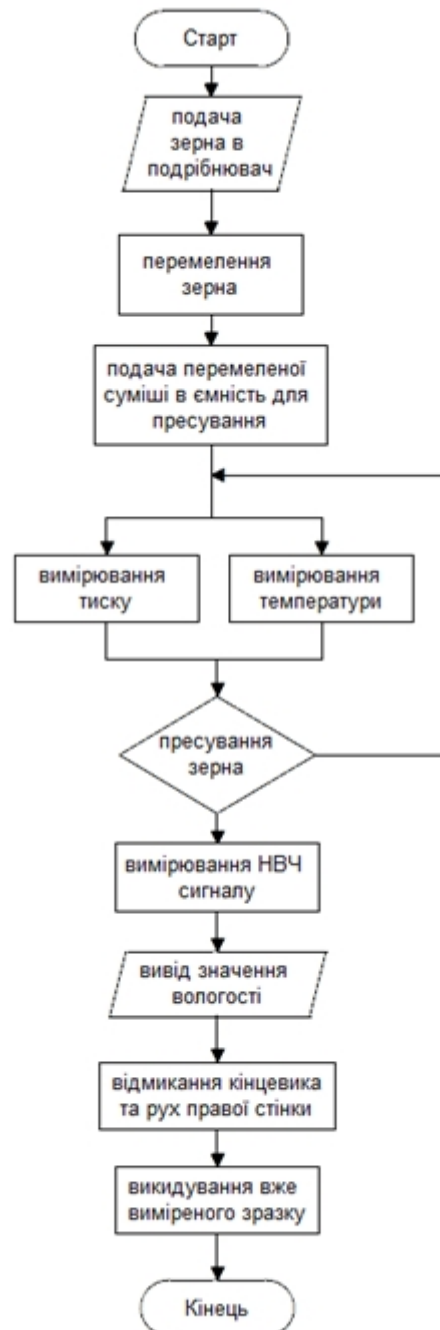 Старт
подача
зерна в
подрібнювач
перемелення
зерна
подача перемеленої
суміші в ємність для
пресування
вимірювання
тиску
вимірювання
температури
пресування
зерна
вимірювання НВЧ
сигналу
вивід значення
вологості
відмикання кінцевика
та рух правої стінки
викидування вже
виміреного зразку
Кінець